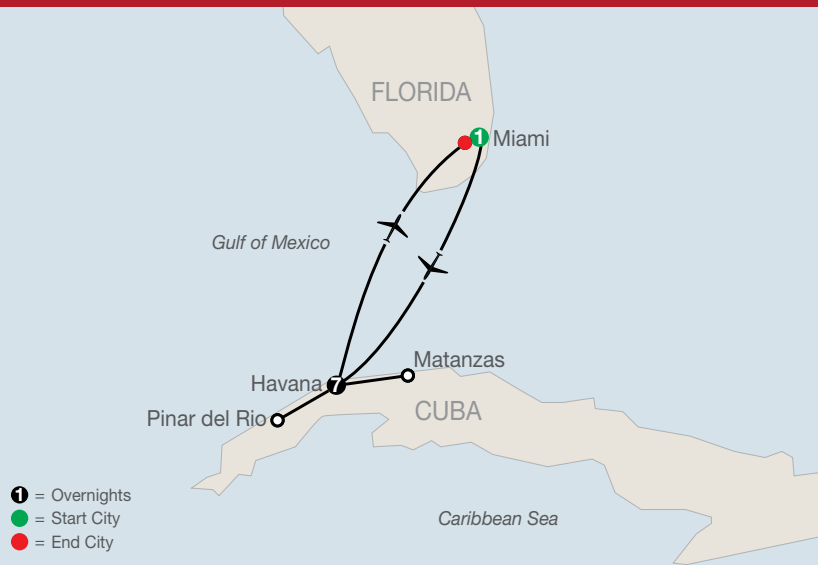 FLORIDA
1 Miami
Gulf of Mexico
Matanzas
Havana 7
CUBA
Pinar del Rio
1 = Overnights
= Start City
= End City
Caribbean Sea